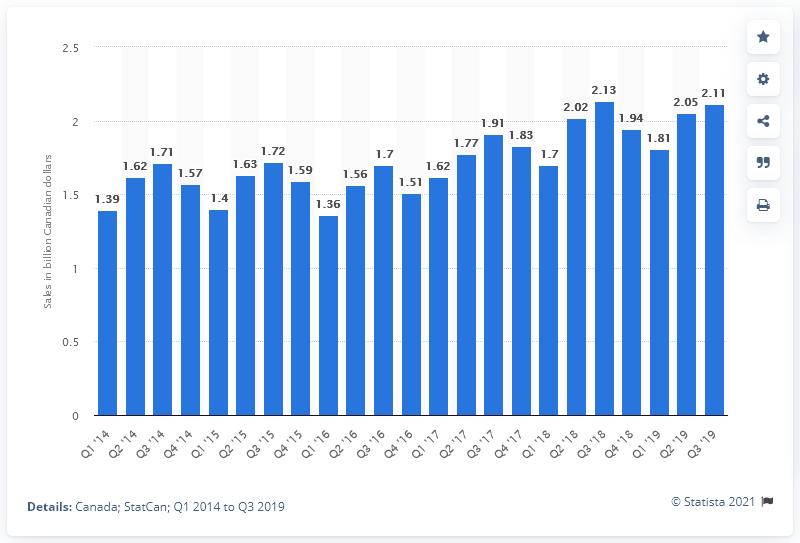 2.5
2
1.5
1
0.5
0
Sales in billion Canadian dollars
1.39
1.62
1.71
1.57
1.4
1.63
1.72
1.59
1.36
1.56
1.7
1.51
1.62
1.77
1.91
1.83
1.7
2.02
2.13
1.94
1.81
2.05
2.11
Q1 '14
Q2 '14
Q3 '14
Q4 '14
Q1 '15
Q2 '15
Q3 '15
Q4 '15
Q1 '16
Q2 '16
Q3 '16
Q4 '16
Q1 '17
Q2 '17
Q3 '17
Q4 '17
Q1 '18
Q2 '18
Q3 '18
Q4 '18
Q1 '19
Q2 '19
Q3 '19
Details: Canada; StatCan; Q1 2014 to Q3 2019
© Statista 2021